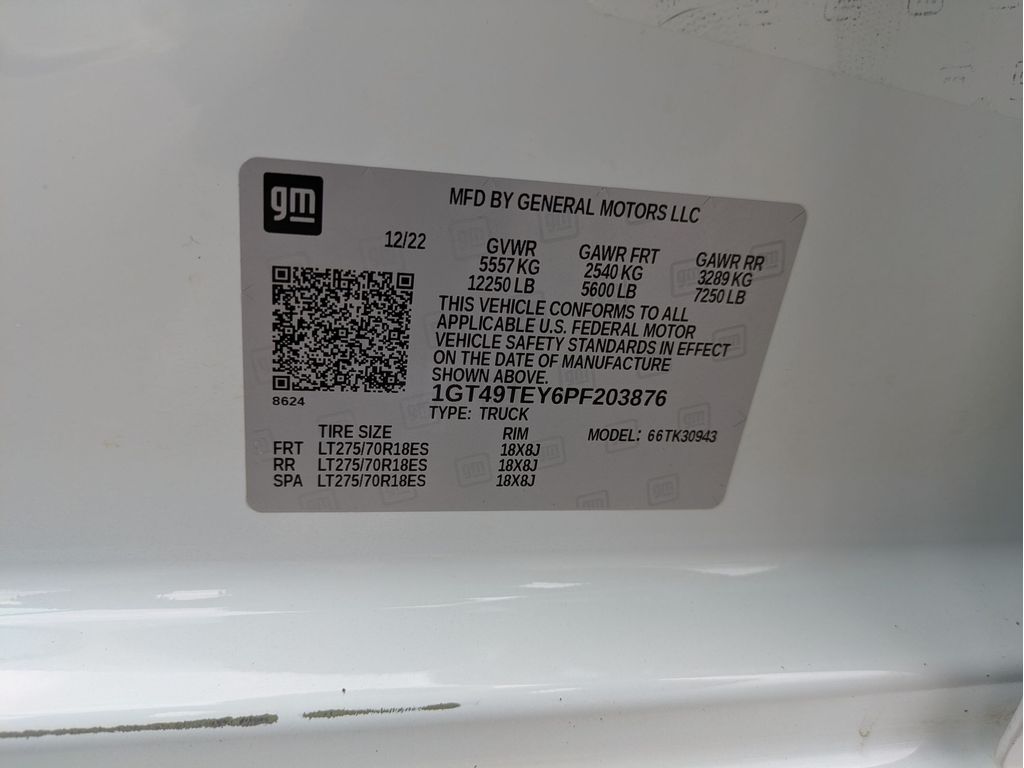 gm
MFD BY GENERAL MOTORS LLC
12/22 GVWR GAWR FRT GAWR RR
5557 KG 2540 KG 3289 KG
12250 LB 5600 LB 7250 LB
THIS VEHICLE CONFORMS TO ALL
APPLICABLE U.S. FEDERAL MOTOR
VEHICLE SAFETY STANDARDS IN EFFECT
ON THE DATE OF MANUFACTURE
SHOWN ABOVE.
8624
1GT49TEY6PF203876
TYPE: TRUCK
TIRE SIZE RIM MODEL: 66TK30943
FRT LT275/70R18ES 18X8J
RR LT275/70R18ES 18X8J
SPA LT275/70R18ES 18X8J